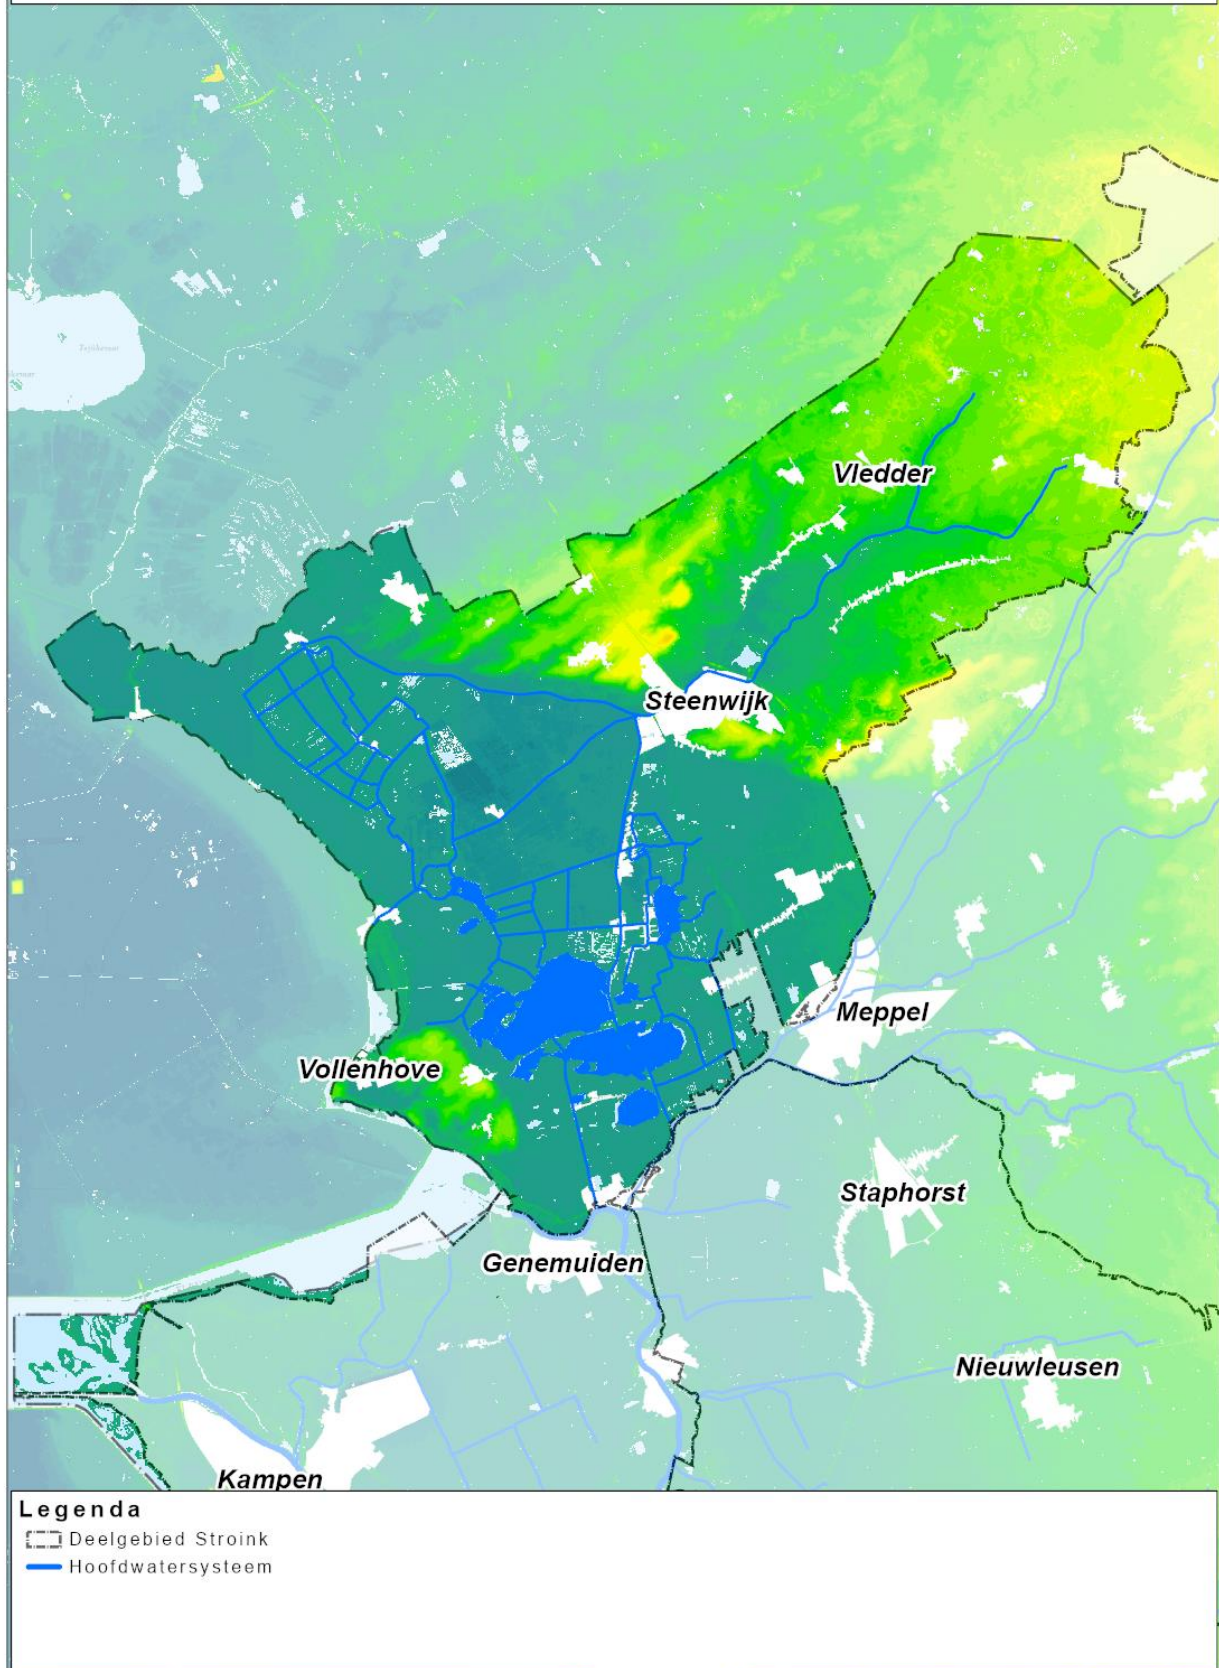 Vledder
Steenwijk
Meppel
Vollenhove
Staphorst
Genemuiden
Nieuwleusen
Kampen
Legenda
Deelgebied Stroink
Hoofdwatersysteem